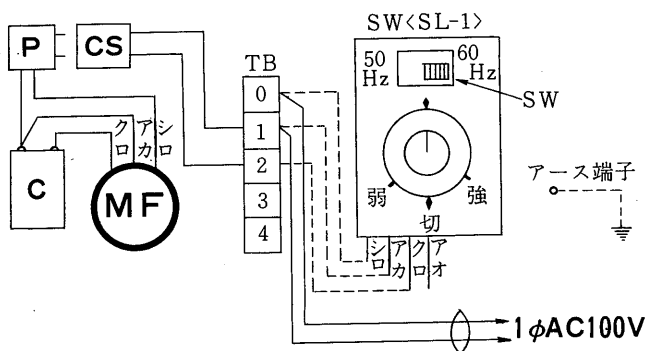 SW<SL-1>
50
Hz
60
Hz
SW
P
CS
TB
0
1
2
3
4
クロ
アカ
シロ
C
MF
弱
強
切
シロ
アカ
クロ
アオ
アース端子
1φAC100V